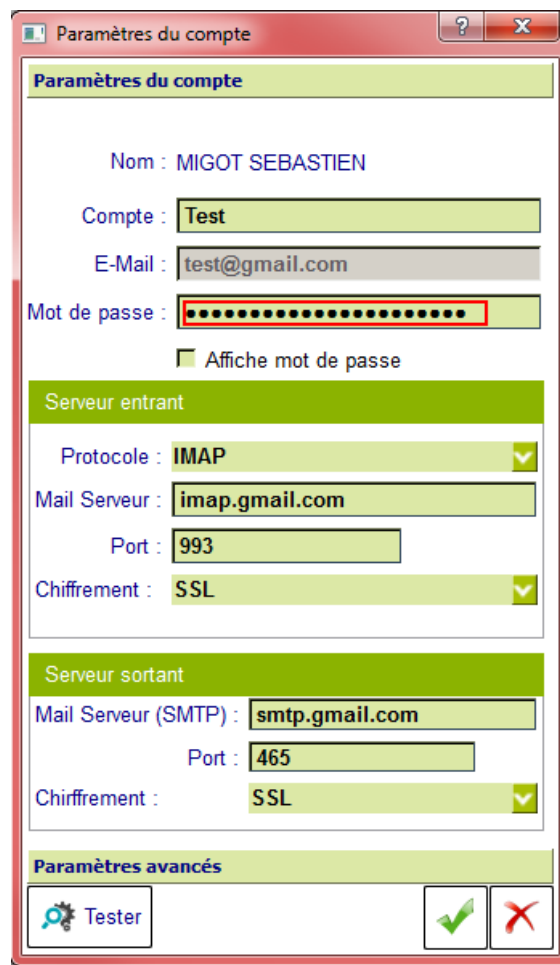 Paramètres du compte
?
X
Paramètres du compte
Nom : MIGOT SEBASTIEN
Compte : Test
E-Mail : test@gmail.com
Mot de passe : ●●●●●●●●●●●●●●●●●●●●●●
Affiche mot de passe
Serveur entrant
Protocole : IMAP
Mail Serveur : imap.gmail.com
Port : 993
Chiffrement : SSL
Serveur sortant
Mail Serveur (SMTP) : smtp.gmail.com
Port : 465
Chirffrement : SSL
Paramètres avancés
Tester